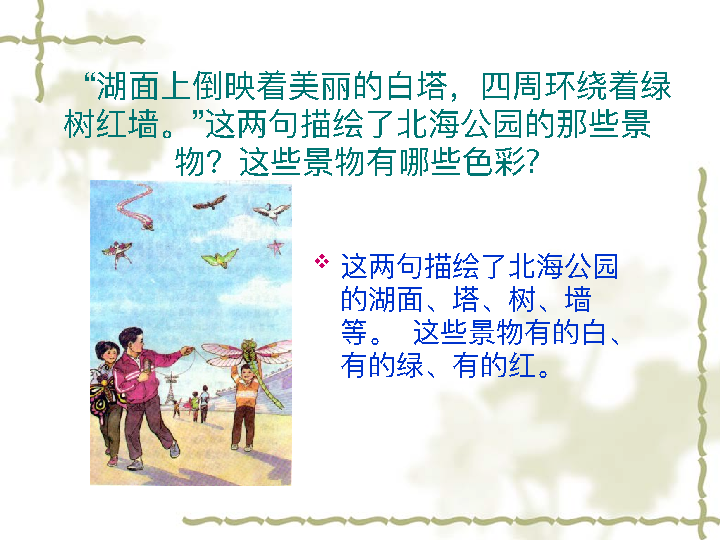 “湖面上倒映着美丽的白塔，四周环绕着绿
树红墙。”这两句描绘了北海公园的那些景
物？这些景物有哪些色彩?
❖ 这两句描绘了北海公园
的湖面、塔、树、墙
等。 这些景物有的白、
有的绿、有的红。